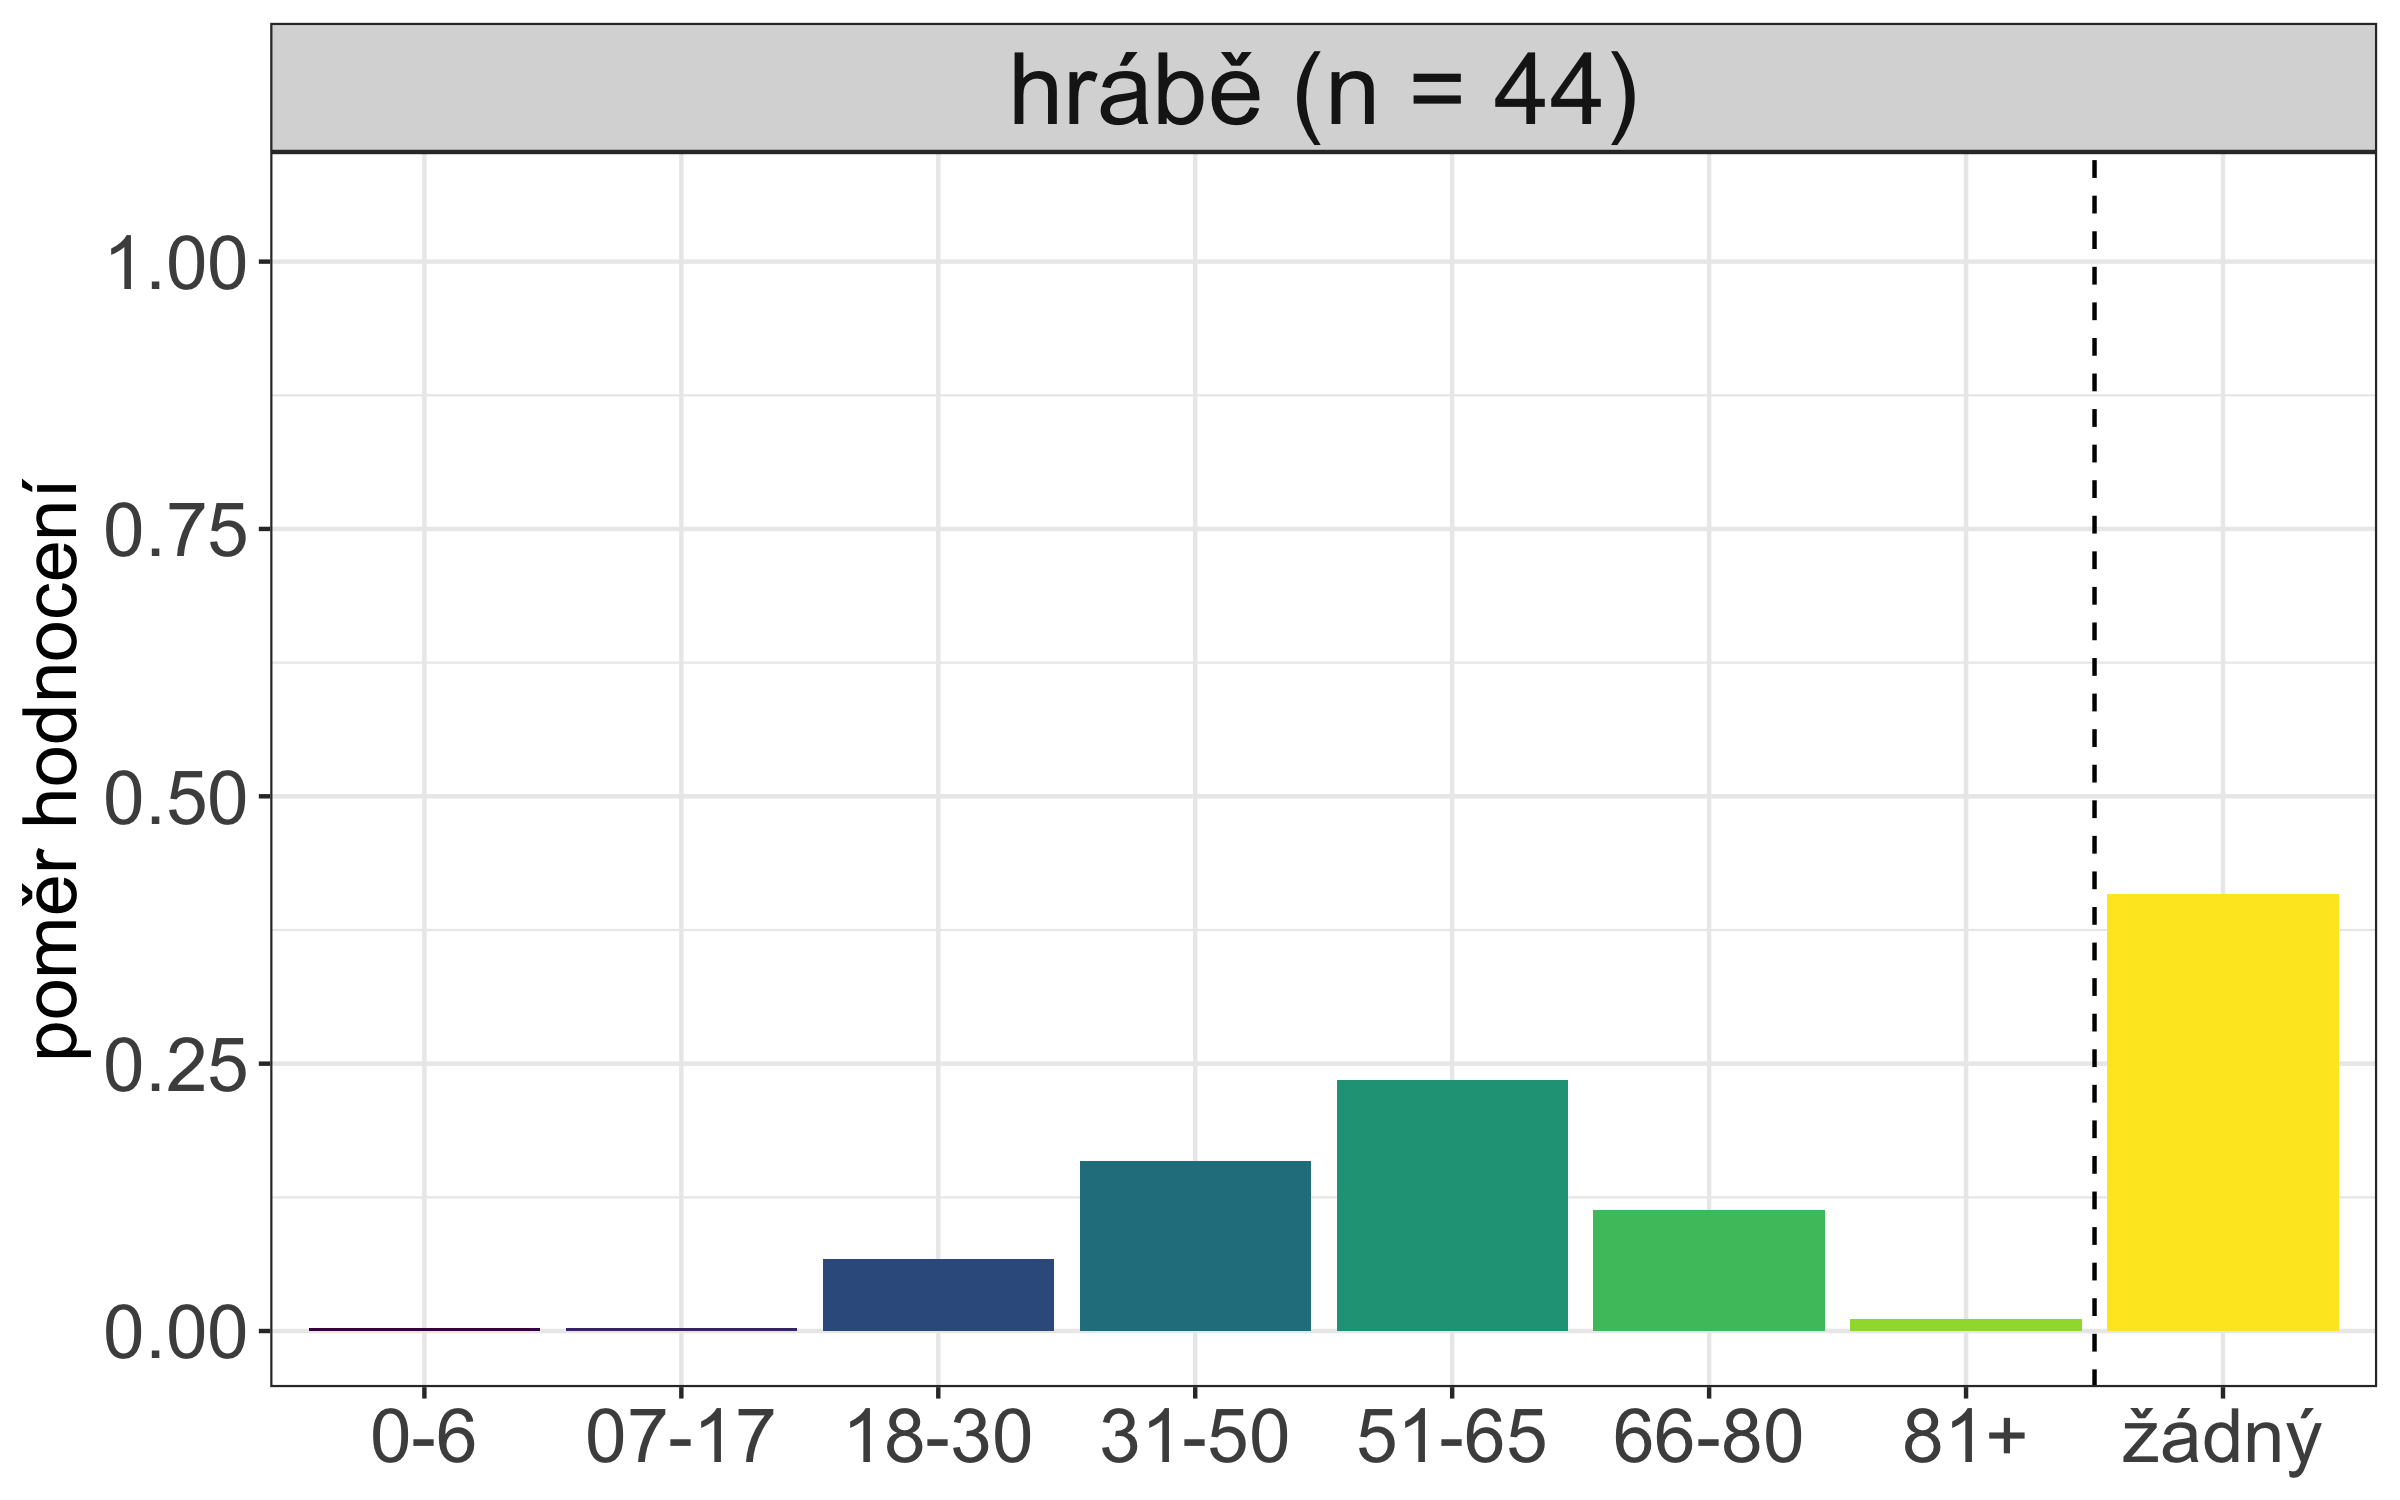 hrábě (n = 44)
poměr hodnocení
1.00
0.75
0.50
0.25
0.00
0-6 07-17 18-30 31-50 51-65 66-80 81+ žádný